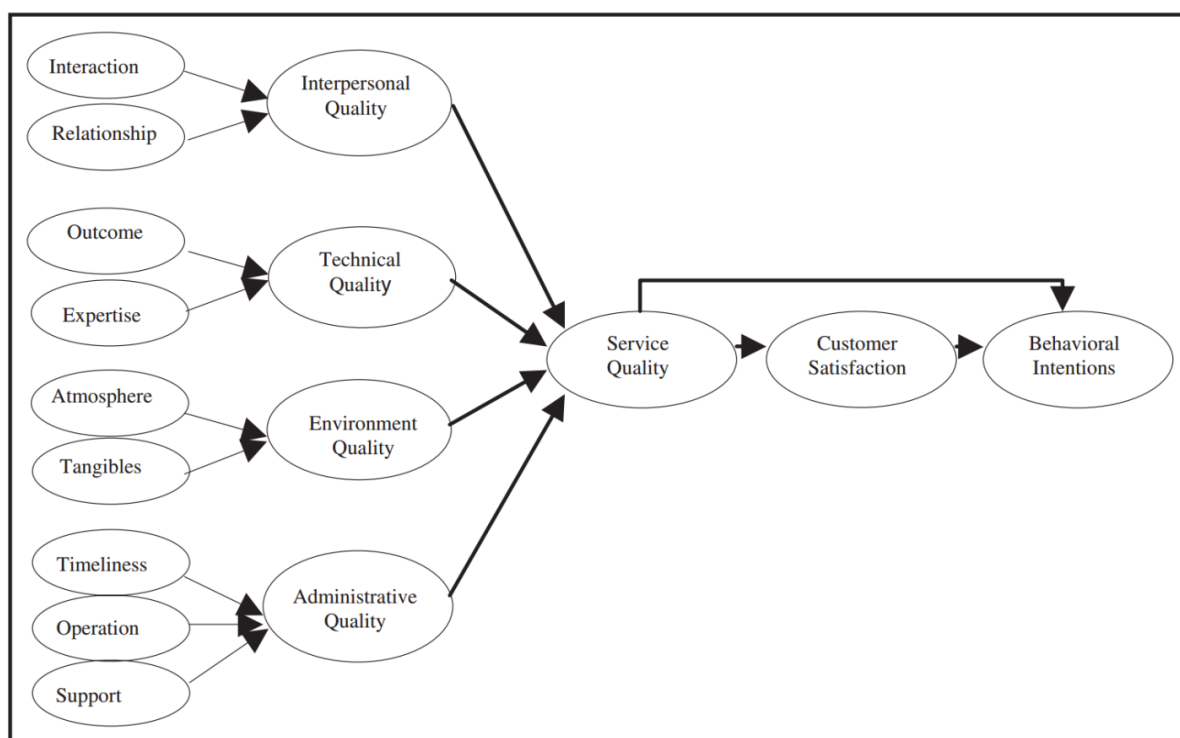 Interaction
Relationship
Interpersonal
Quality
Outcome
Expertise
Technical
Quality
Atmosphere
Tangibles
Environment
Quality
Timeliness
Operation
Support
Administrative
Quality
Service
Quality
Customer
Satisfaction
Behavioral
Intentions